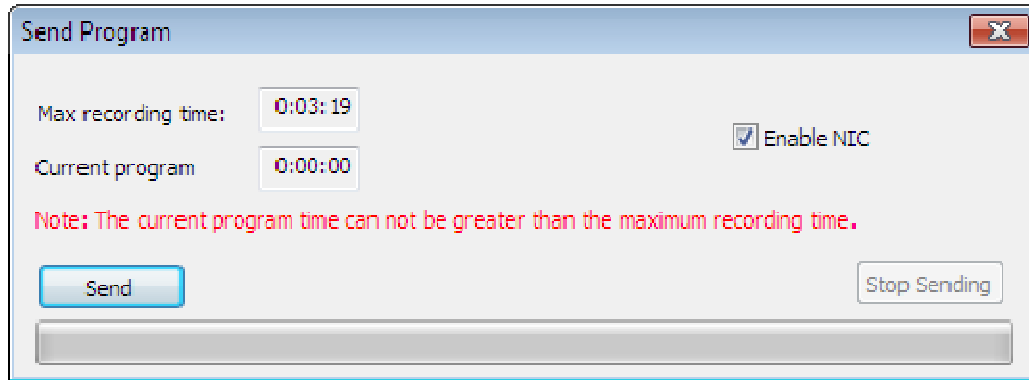 Send Program
Max recording time: 0:03:19
Enable NIC
Current program 0:00:00
Note: The current program time can not be greater than the maximum recording time.
Send
Stop Sending